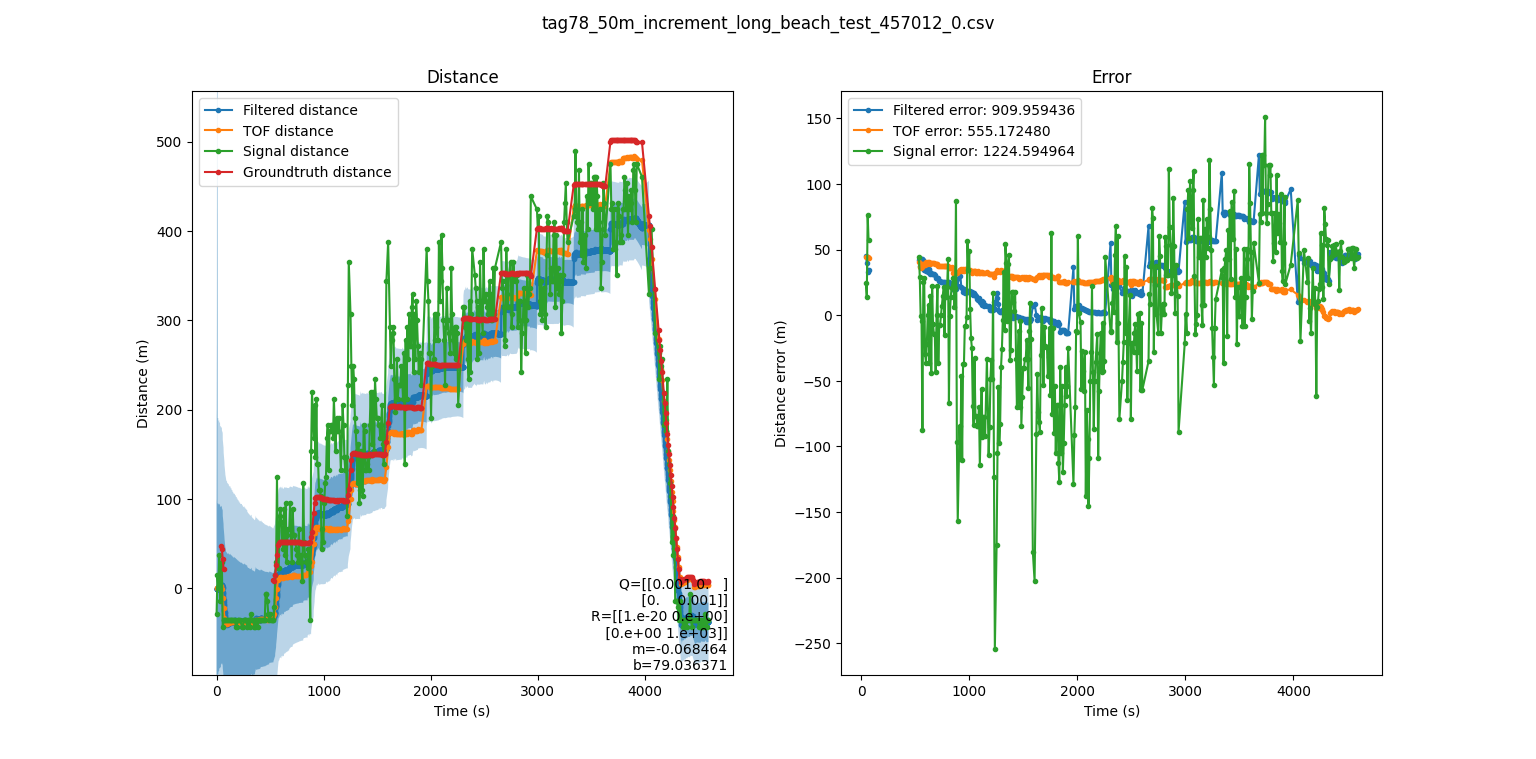 tag78_50m_increment_long_beach_test_457012_0.csv
Distance
Filtered distance
TOF distance
Signal distance
Groundtruth distance
Distance (m)
500
400
300
200
100
0
Q=[[0.001 0. ]
[0. 0.001]]
R=[[1.e-20 0.e+00]
[0.e+00 1.e+03]]
m=-0.068464
b=79.036371
0 1000 2000 3000 4000
Time (s)
Error
Filtered error: 909.959436
TOF error: 555.172480
Signal error: 1224.594964
Distance error (m)
150
100
50
0
−50
−100
−150
−200
−250
0 1000 2000 3000 4000
Time (s)